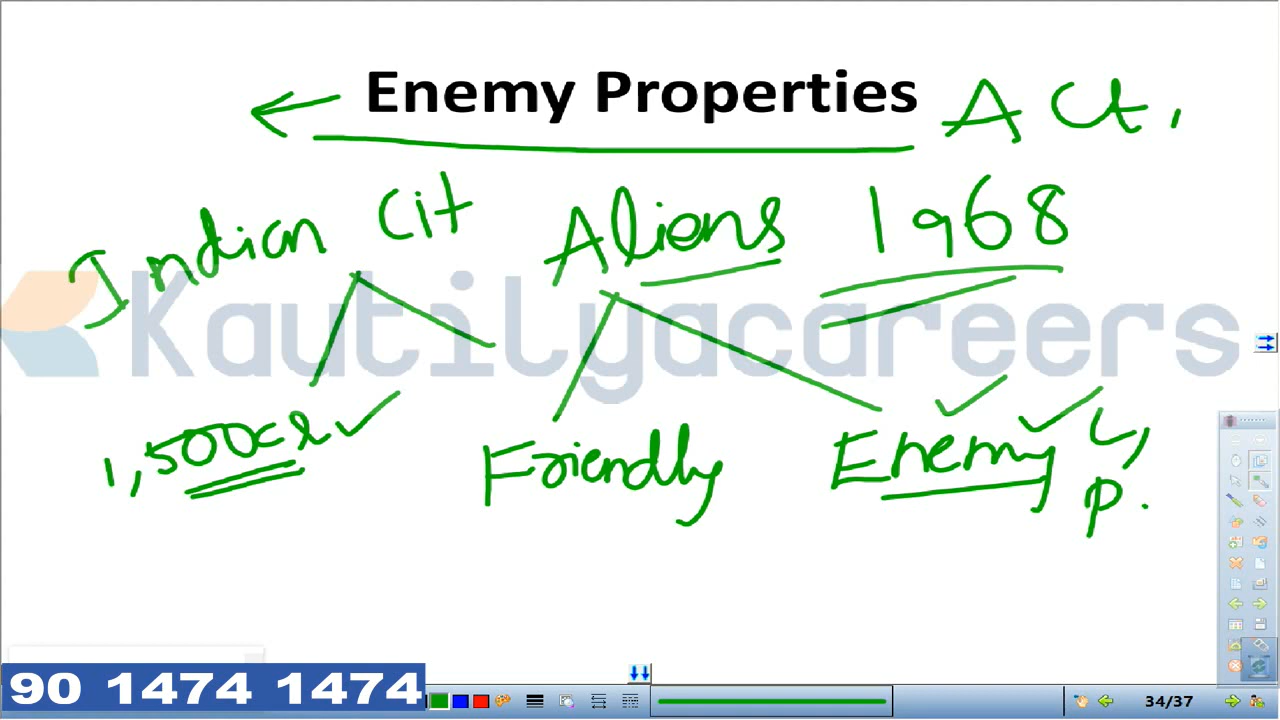 Enemy Properties Act.
Indian Cit Aliens 1968
Kautilyacareers
1,500cr Friendly Enemy
P.
90 1474 1474
34/37